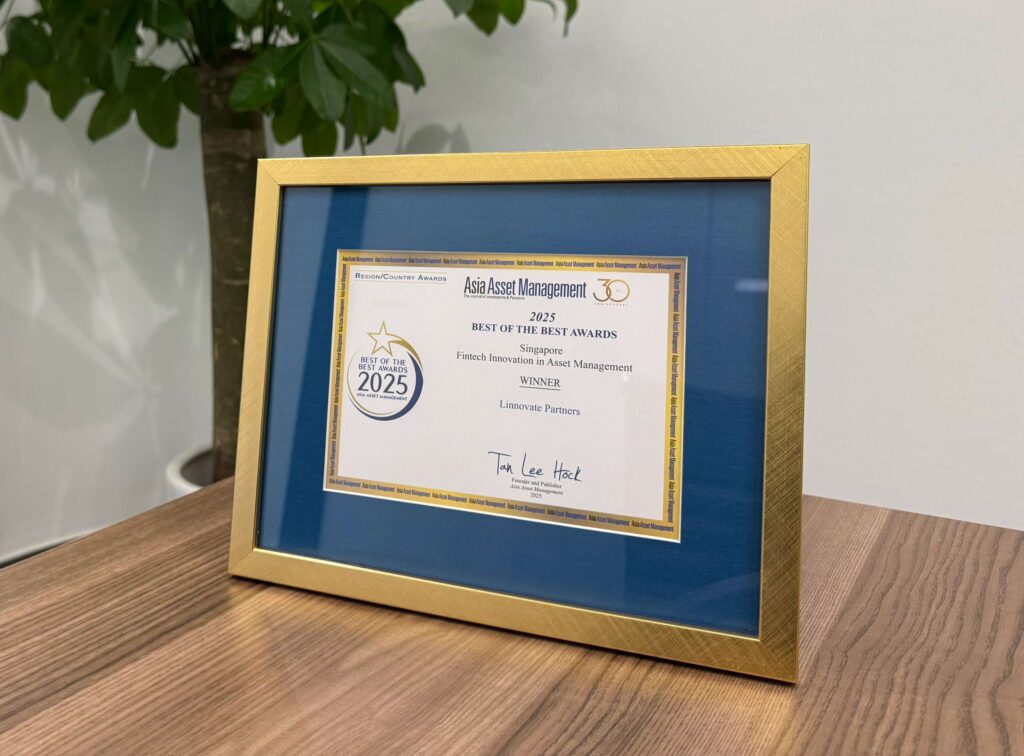 REGION/COUNTRY AWARDS
Asia Asset Management
The Journal of Investments & Pensions
30TH
ANNIVERSARY
2025
BEST OF THE BEST AWARDS
Singapore
Fintech Innovation in Asset Management
WINNER
Linnovate Partners
BEST OF THE
BEST AWARDS
2025
ASIA ASSET MANAGEMENT
Tan Lee Hock
Founder and Publisher
Asia Asset Management
2025